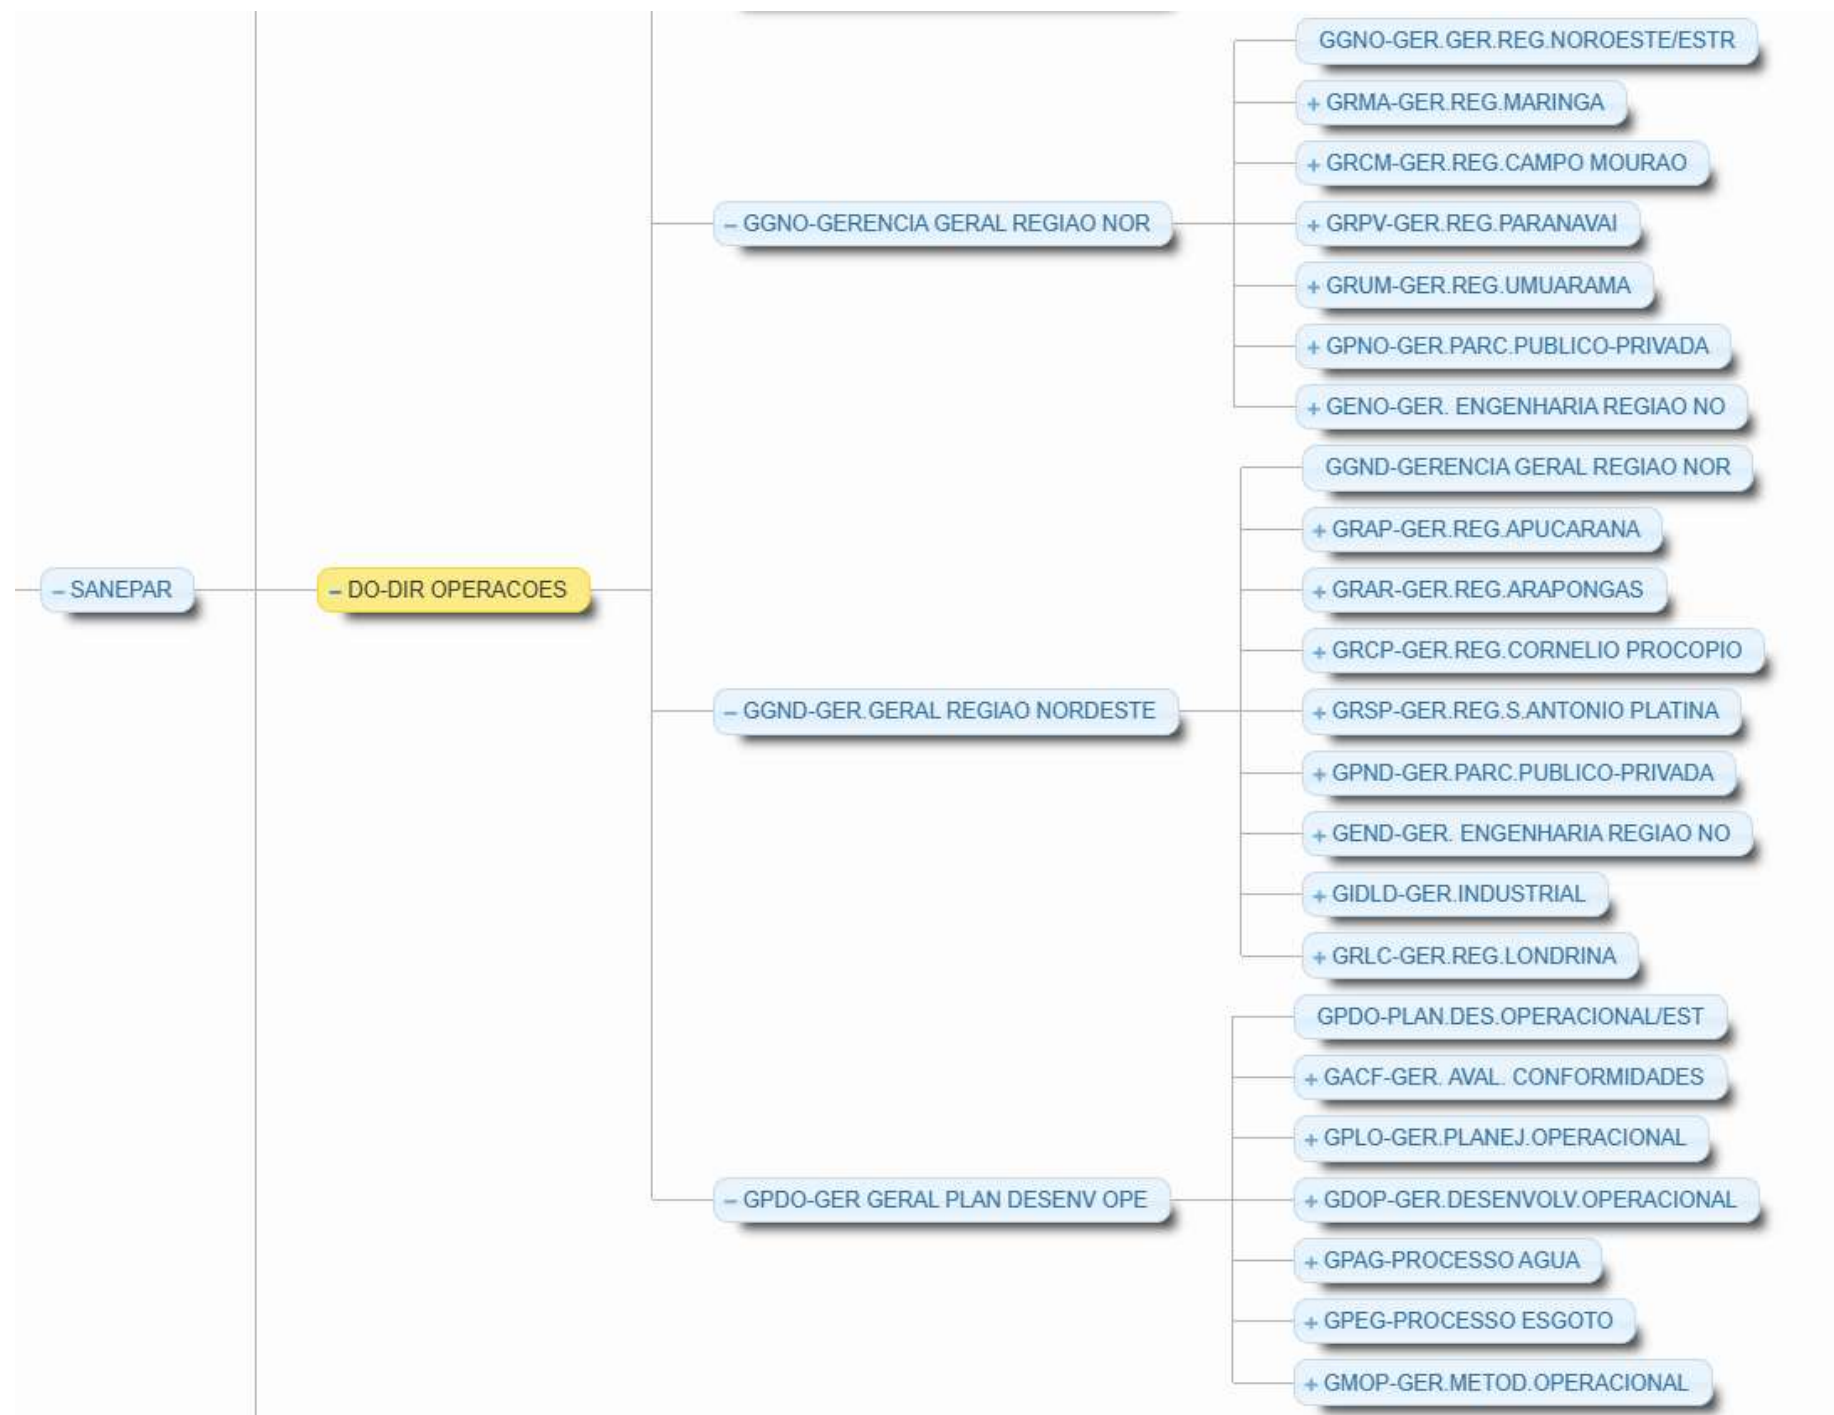 GGNO-GER.GER.REG.NOROESTE/ESTR
+ GRMA-GER.REG.MARINGA
+ GRCM-GER.REG.CAMPO MOURAO
– GGNO-GERENCIA GERAL REGIAO NOR
+ GRPV-GER.REG.PARANAVAI
+ GRUM-GER.REG.UMUARAMA
+ GPNO-GER.PARC.PUBLICO-PRIVADA
+ GENO-GER. ENGENHARIA REGIAO NO
GGND-GERENCIA GERAL REGIAO NOR
+ GRAP-GER.REG.APUCARANA
– SANEPAR
– DO-DIR OPERACOES
+ GRAR-GER.REG.ARAPONGAS
+ GRCP-GER.REG.CORNELIO PROCOPIO
– GGND-GER.GERAL REGIAO NORDESTE
+ GRSP-GER.REG.S.ANTONIO PLATINA
+ GPND-GER.PARC.PUBLICO-PRIVADA
+ GEND-GER. ENGENHARIA REGIAO NO
+ GIDLD-GER.INDUSTRIAL
+ GRLC-GER.REG.LONDRINA
GPDO-PLAN.DES.OPERACIONAL/EST
+ GACF-GER. AVAL. CONFORMIDADES
+ GPLO-GER.PLANEJ.OPERACIONAL
– GPDO-GER GERAL PLAN DESENV OPE
+ GDOP-GER.DESENVOLV.OPERACIONAL
+ GPAG-PROCESSO AGUA
+ GPEG-PROCESSO ESGOTO
+ GMOP-GER.METOD.OPERACIONAL